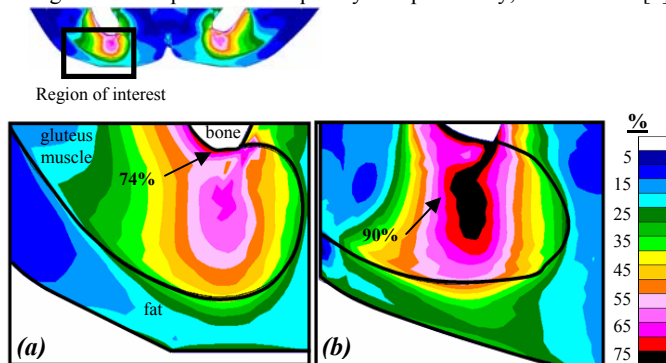 Region of interest
gluteus
muscle
bone
74%
fat
(a)
90%
(b)
%
5
15
25
35
45
55
65
75